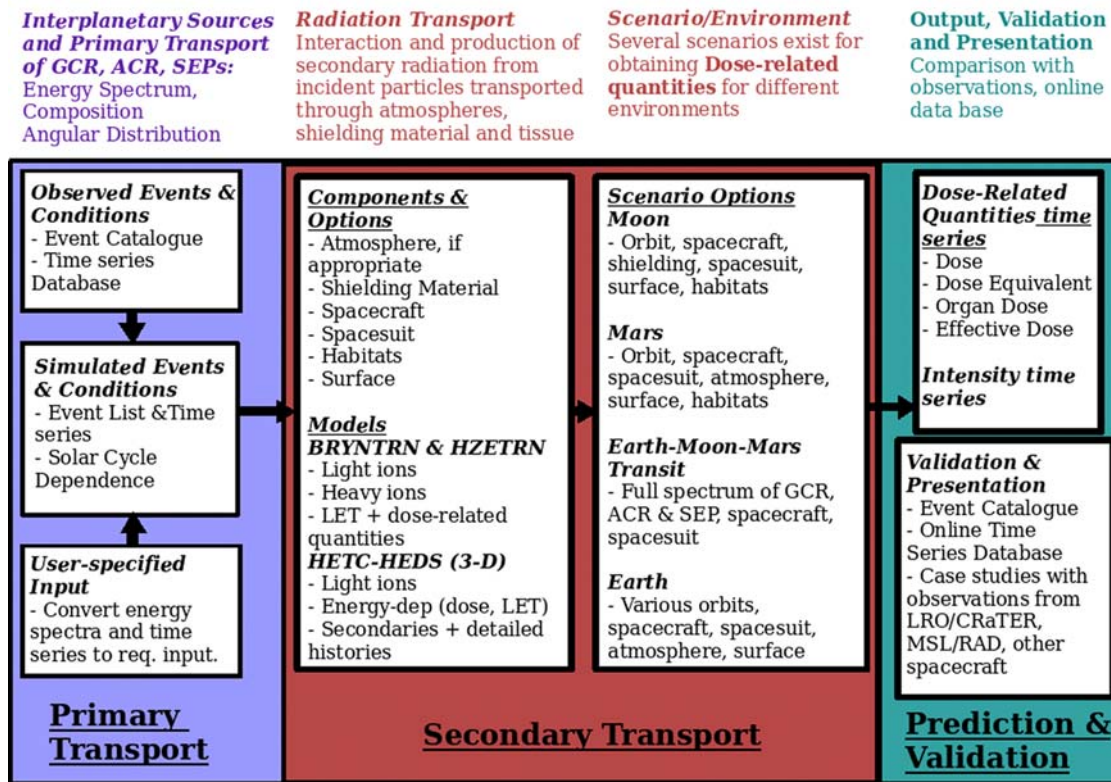 Interplanetary Sources
and Primary Transport
of GCR, ACR, SEPs:
Energy Spectrum,
Composition
Angular Distribution
Radiation Transport
Interaction and production of
secondary radiation from
incident particles transported
through atmospheres,
shielding material and tissue
Scenario/Environment
Several scenarios exist for
obtaining Dose-related
quantities for different
environments
Output, Validation
and Presentation
Comparison with
observations, online
data base
Observed Events &
Conditions
- Event Catalogue
- Time series
Database
Simulated Events
& Conditions
- Event List &Time
series
- Solar Cycle
Dependence
User-specified
Input
- Convert energy
spectra and time
series to req. input.
Primary
Transport
Components &
Options
- Atmosphere, if
appropriate
- Shielding Material
- Spacecraft
- Spacesuit
- Habitats
- Surface
Models
BRYNTRN & HZETRN
- Light ions
- Heavy ions
- LET + dose-related
quantities
HETC-HEDS (3-D)
- Light ions
- Energy-dep (dose, LET)
- Secondaries + detailed
histories
Scenario Options
Moon
- Orbit, spacecraft,
shielding, spacesuit,
surface, habitats
Mars
- Orbit, spacecraft,
spacesuit, atmosphere,
surface, habitats
Earth-Moon-Mars
Transit
- Full spectrum of GCR,
ACR & SEP, spacecraft,
spacesuit
Earth
- Various orbits,
spacecraft, spacesuit,
atmosphere, surface
Secondary Transport
Dose-Related
Quantities time
series
- Dose
- Dose Equivalent
- Organ Dose
- Effective Dose
Intensity time
series
Validation &
Presentation
- Event Catalogue
- Online Time
Series Database
- Case studies with
observations from
LRO/CRaTER,
MSL/RAD, other
spacecraft
Prediction &
Validation